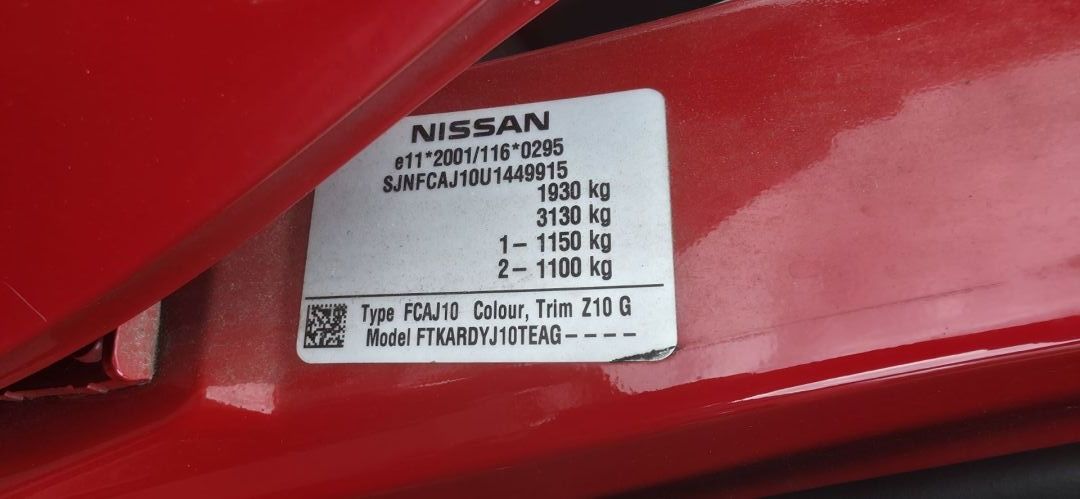 NISSAN
e11*2001/116*0295
SJNFCAJ10U1449915
1930 kg
3130 kg
1– 1150 kg
2– 1100 kg
Type FCAJ10 Colour, Trim Z10 G
Model FTKARDYJ10TEAG– – – –